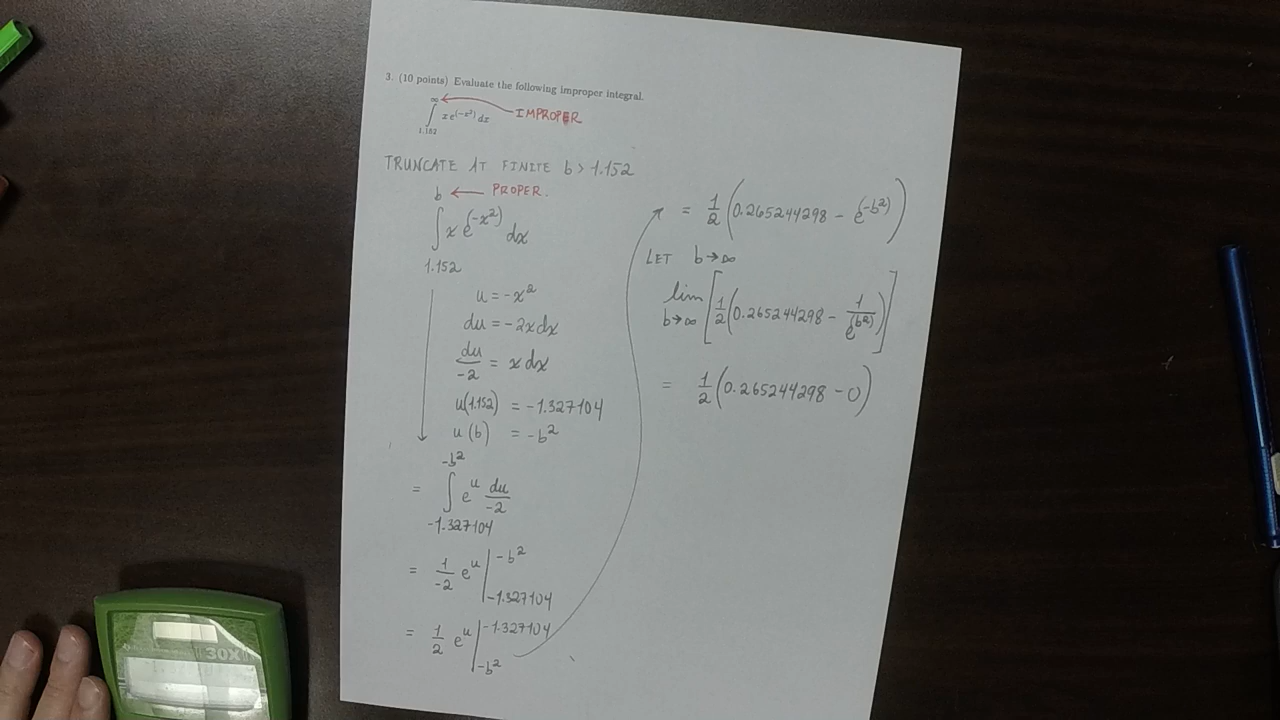 3. (10 points) Evaluate the following improper integral.
∞
∫ x e^(−x²) dx IMPROPER
1.152
TRUNCATE AT FINITE b > 1.152
b ← PROPER.
∫ x e^(−x²) dx
1.152
u = −x²
du = −2x dx
du/−2 = x dx
u(1.152) = −1.327104
u(b) = −b²
−b²
= ∫ e^u du/−2
−1.327104
= 1/−2 e^u | −b²
−1.327104
= 1/2 e^u | −1.327104
−b²
= 1/2 (0.265244298 − e^(−b²))
LET b→∞
lim b→∞ [1/2 (0.265244298 − 1/e^(b²))]
= 1/2 (0.265244298 − 0)
30X